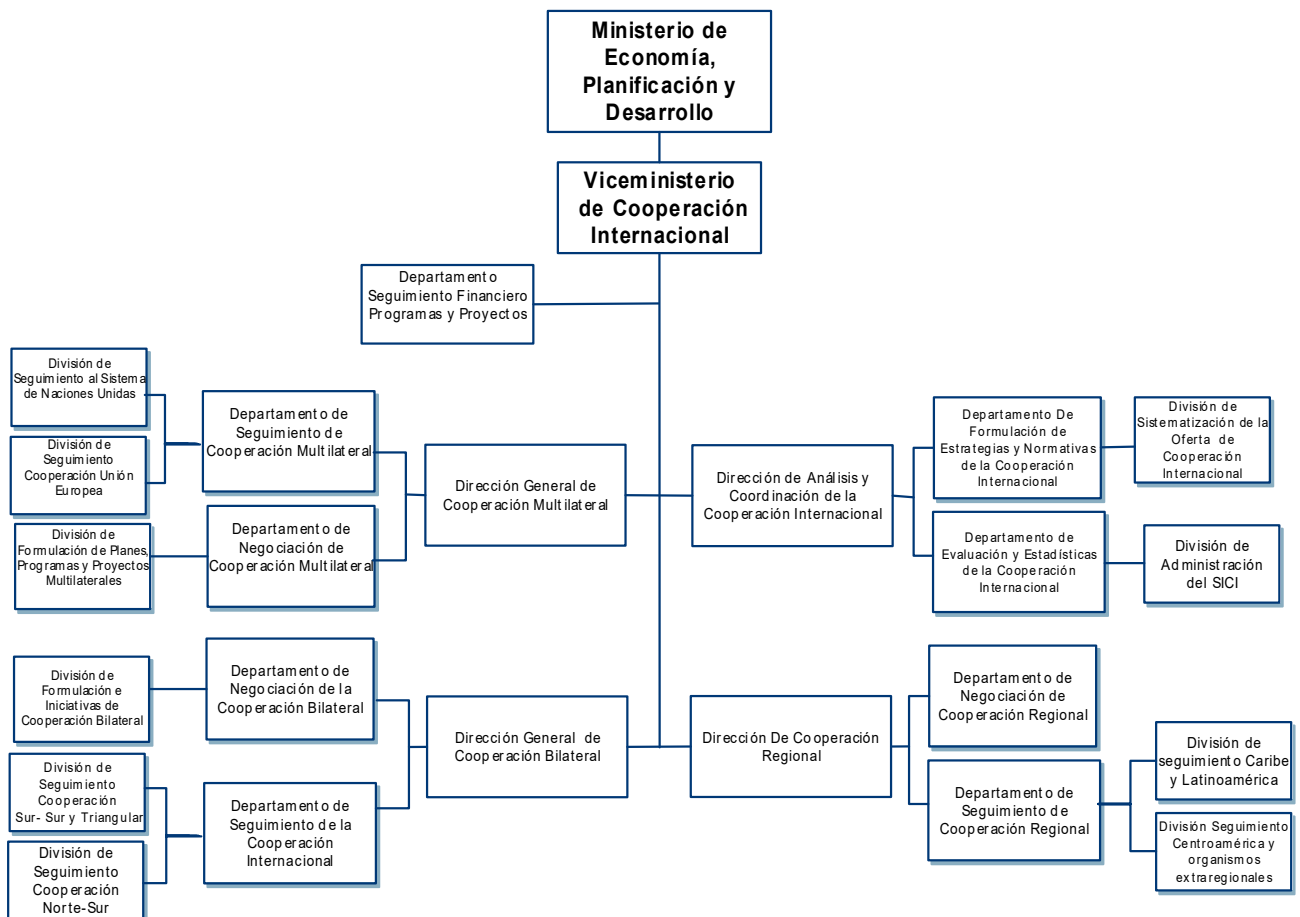 Ministerio de
Economía,
Planificación y
Desarrollo
Viceministerio
de Cooperación
Internacional
Departamento
Seguimiento Financiero
Programas y Proyectos
División de
Seguimiento al Sistema
de Naciones Unidas
División de
Seguimiento
Cooperación Unión
Europea
División de
Formulación de Planes,
Programas y Proyectos
Multilaterales
Departamento de
Seguimiento de
Cooperación Multilateral
Departamento de
Negociación de
Cooperación Multilateral
Dirección General de
Cooperación Multilateral
Dirección de Análisis y
Coordinación de la
Cooperación Internacional
Departamento De
Formulación de
Estrategias y Normativas
de la Cooperación
Internacional
División de
Sistematización de la
Oferta de
Cooperación
Internacional
Departamento de
Evaluación y Estadísticas
de la Cooperación
Internacional
División de
Administración
del SICI
División de
Formulación e
Iniciativas de
Cooperación Bilateral
División de
Seguimiento
Cooperación
Sur- Sur y Triangular
División de
Seguimiento
Cooperación
Norte-Sur
Departamento de
Negociación de la
Cooperación Bilateral
Departamento de
Seguimiento de la
Cooperación
Internacional
Dirección General de
Cooperación Bilateral
Dirección De Cooperación
Regional
Departamento de
Negociación de
Cooperación Regional
Departamento de
Seguimiento de
Cooperación Regional
División de
seguimiento Caribe
y Latinoamérica
División Seguimiento
Centroamérica y
organismos
extraregionales